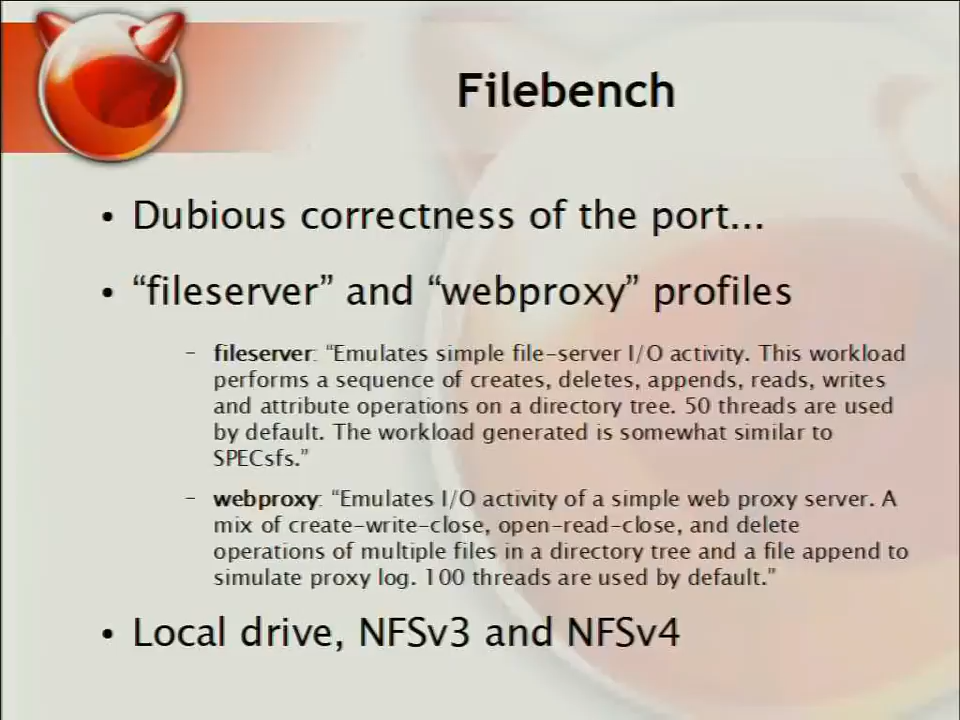 Filebench
• Dubious correctness of the port...
• “fileserver” and “webproxy” profiles
– fileserver: “Emulates simple file-server I/O activity. This workload
performs a sequence of creates, deletes, appends, reads, writes
and attribute operations on a directory tree. 50 threads are used
by default. The workload generated is somewhat similar to
SPECsfs.”
– webproxy: “Emulates I/O activity of a simple web proxy server. A
mix of create-write-close, open-read-close, and delete
operations of multiple files in a directory tree and a file append to
simulate proxy log. 100 threads are used by default.”
• Local drive, NFSv3 and NFSv4